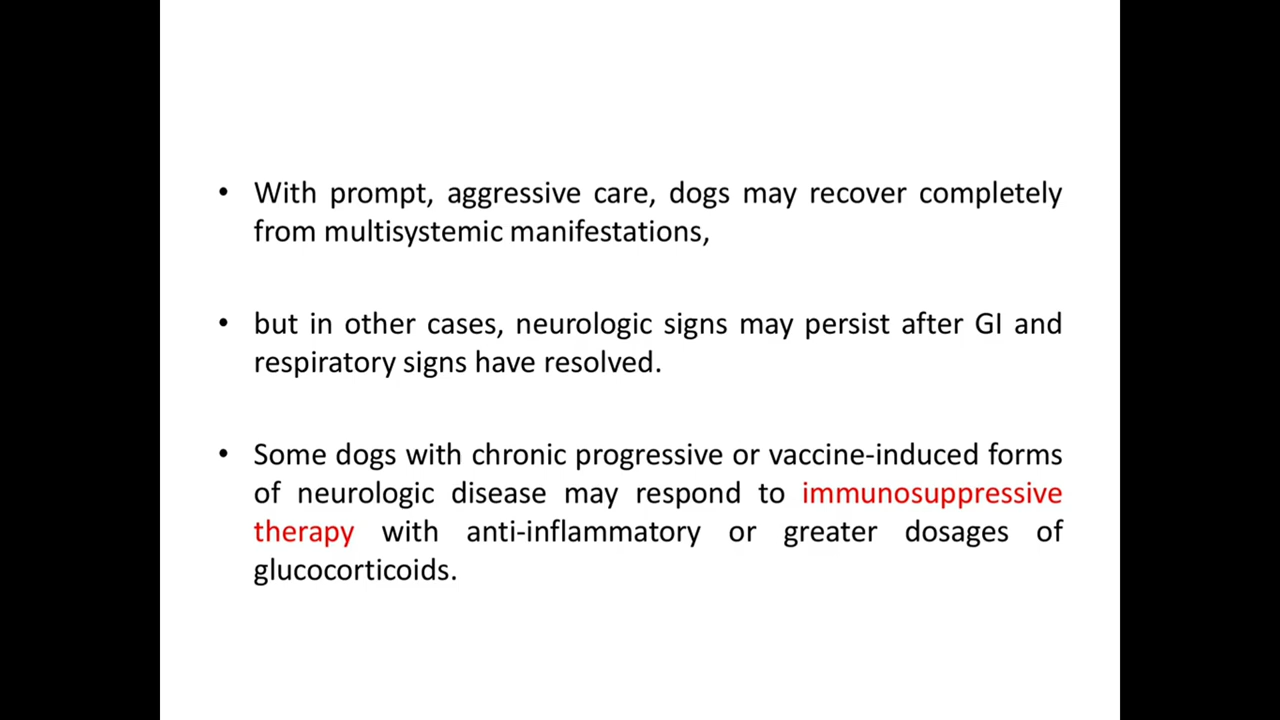 • With prompt, aggressive care, dogs may recover completely
from multisystemic manifestations,
• but in other cases, neurologic signs may persist after GI and
respiratory signs have resolved.
• Some dogs with chronic progressive or vaccine-induced forms
of neurologic disease may respond to immunosuppressive
therapy with anti-inflammatory or greater dosages of
glucocorticoids.